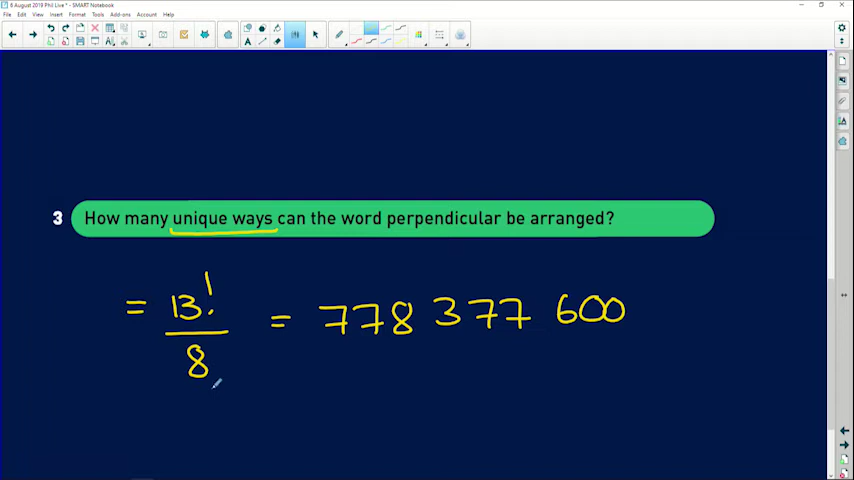 8 August 2019 Phil Live * - SMART Notebook
File Edit View Insert Format Tools Add-ons Account Help
3 How many unique ways can the word perpendicular be arranged?
= 13! / 8 = 778 377 600